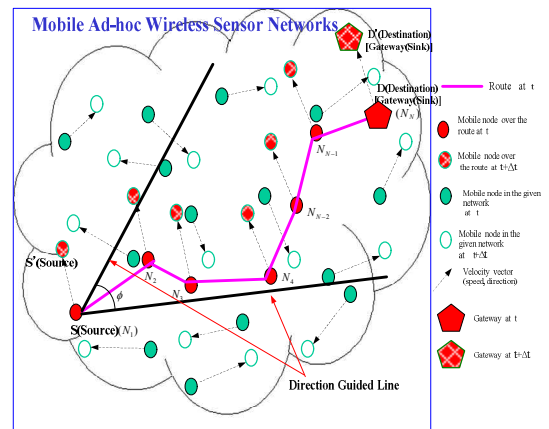 Mobile Ad-hoc Wireless Sensor Networks
D'(Destination)
[Gateway(Sink)]
D(Destination)
[Gateway(Sink)]
(N_N)
N_{N-1}
N_{N-2}
S'(Source)
N_2
N_3
N_4
ϕ
S(Source)(N_1)
Direction Guided Line
Route at t
Mobile node over the
route at t
Mobile node over
the route at t+Δt
Mobile node in the given
network
at t
Mobile node in the
given network
at t+Δt
Velocity vector
(speed, direction)
Gateway at t
Gateway at t+Δt